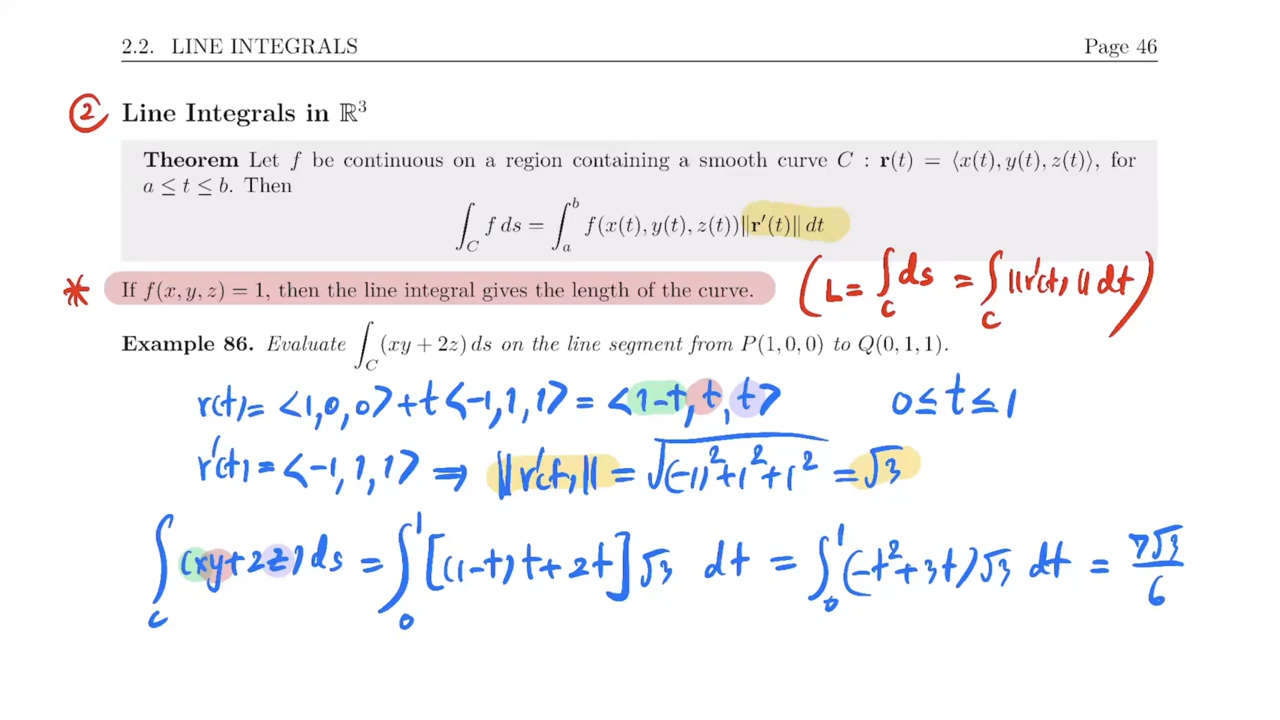 2.2. LINE INTEGRALS Page 46
② Line Integrals in ℝ³
Theorem Let f be continuous on a region containing a smooth curve C : r(t) = ⟨x(t), y(t), z(t)⟩, for
a ≤ t ≤ b. Then
∫_C f ds = ∫_a^b f(x(t), y(t), z(t))‖r′(t)‖ dt
* If f(x, y, z) = 1, then the line integral gives the length of the curve. (L = ∫_C ds = ∫_C ‖r′(t)‖ dt)
Example 86. Evaluate ∫_C (xy + 2z) ds on the line segment from P(1, 0, 0) to Q(0, 1, 1).
r(t) = <1,0,0> + t<-1,1,1> = <1-t, t, t> 0 ≤ t ≤ 1
r′(t) = <-1,1,1> ⇒ ‖r′(t)‖ = √((-1)²+1²+1²) = √3
∫_C (xy+2z) ds = ∫_0^1 [(1-t)t+2t]√3 dt = ∫_0^1 (-t²+3t)√3 dt = 7√3/6